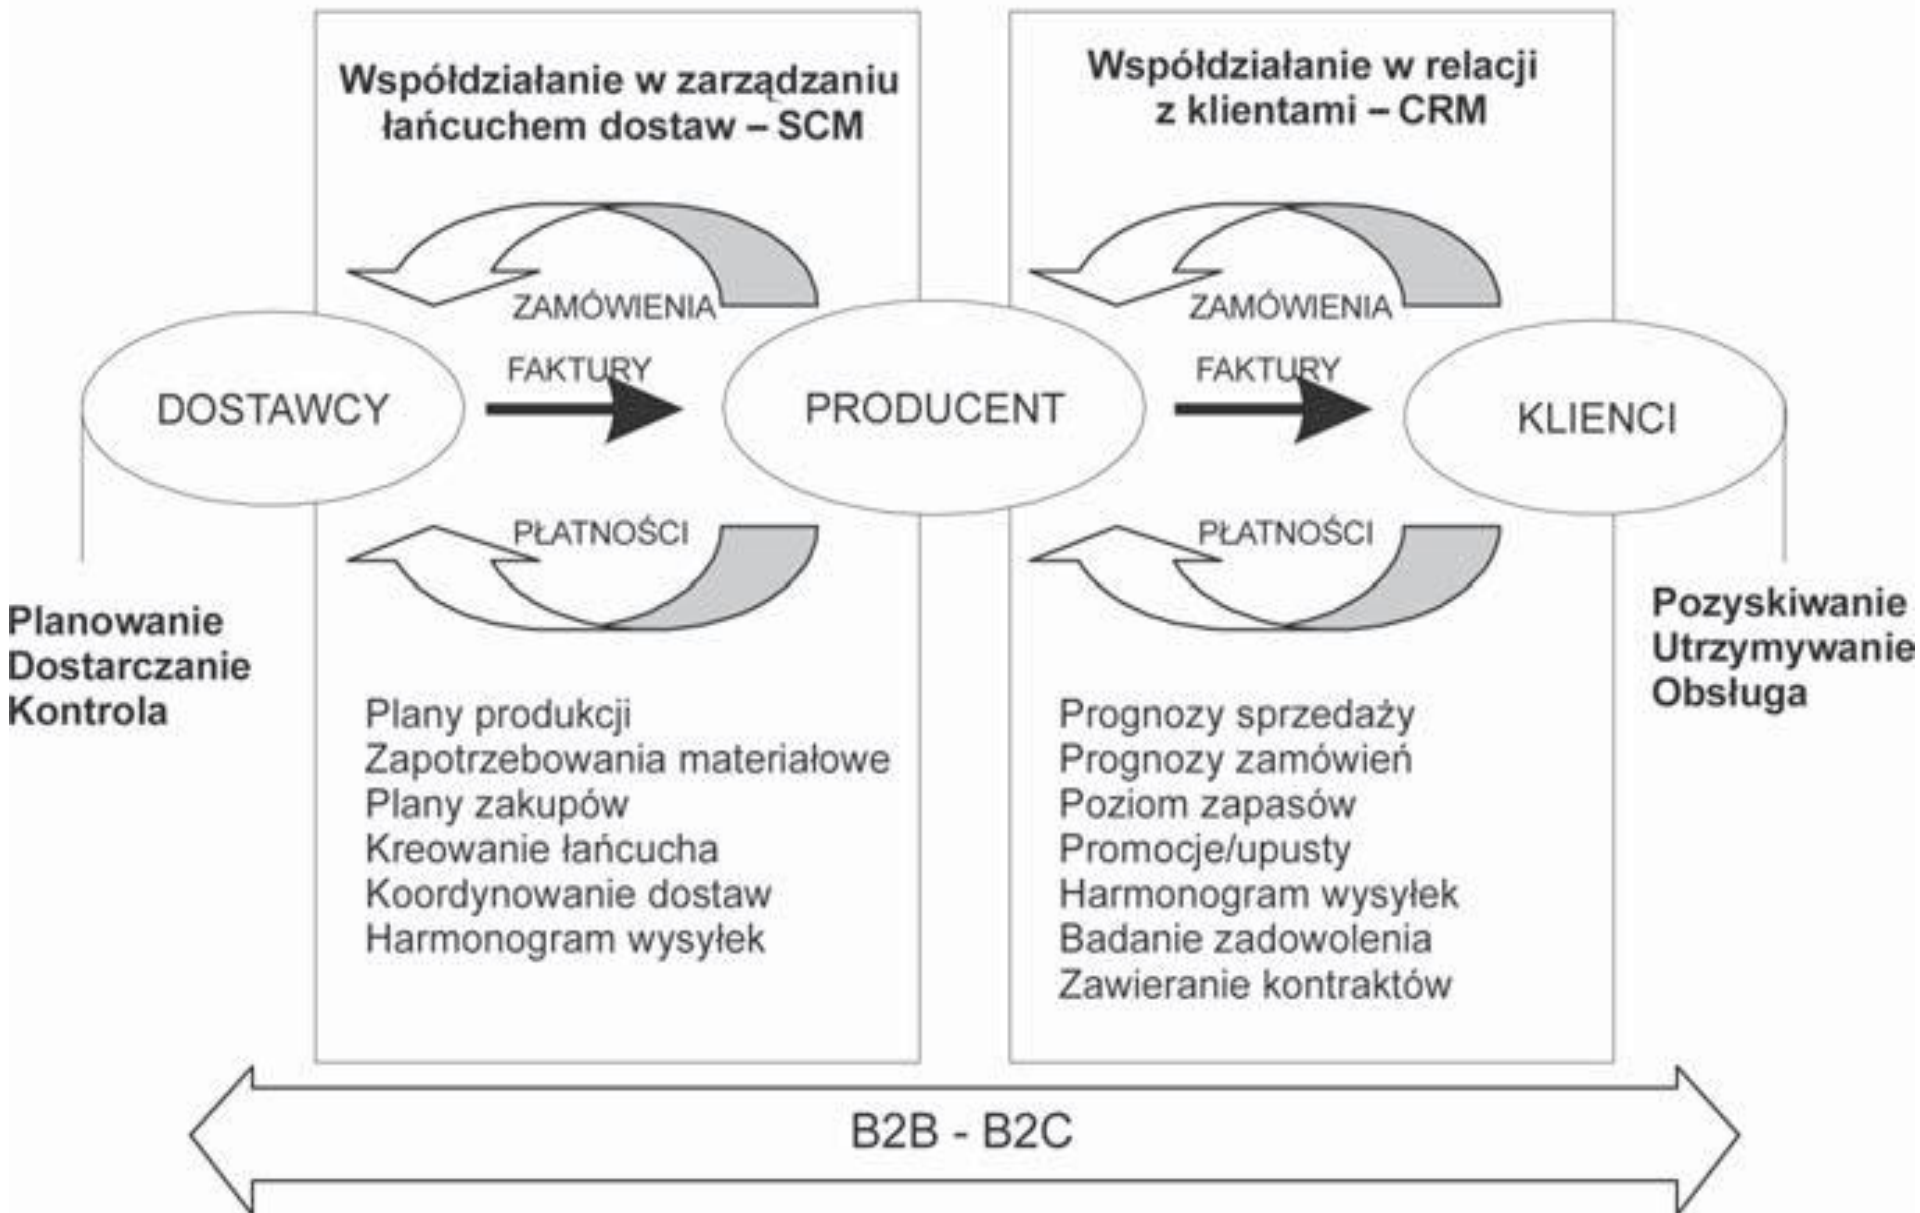 Współdziałanie w zarządzaniu
łańcuchem dostaw – SCM
Współdziałanie w relacji
z klientami – CRM
ZAMÓWIENIA
ZAMÓWIENIA
FAKTURY
FAKTURY
DOSTAWCY
PRODUCENT
KLIENCI
PŁATNOŚCI
PŁATNOŚCI
Planowanie
Dostarczanie
Kontrola
Plany produkcji
Zapotrzebowania materiałowe
Plany zakupów
Kreowanie łańcucha
Koordynowanie dostaw
Harmonogram wysyłek
Prognozy sprzedaży
Prognozy zamówień
Poziom zapasów
Promocje/upusty
Harmonogram wysyłek
Badanie zadowolenia
Zawieranie kontraktów
Pozyskiwanie
Utrzymywanie
Obsługa
B2B - B2C